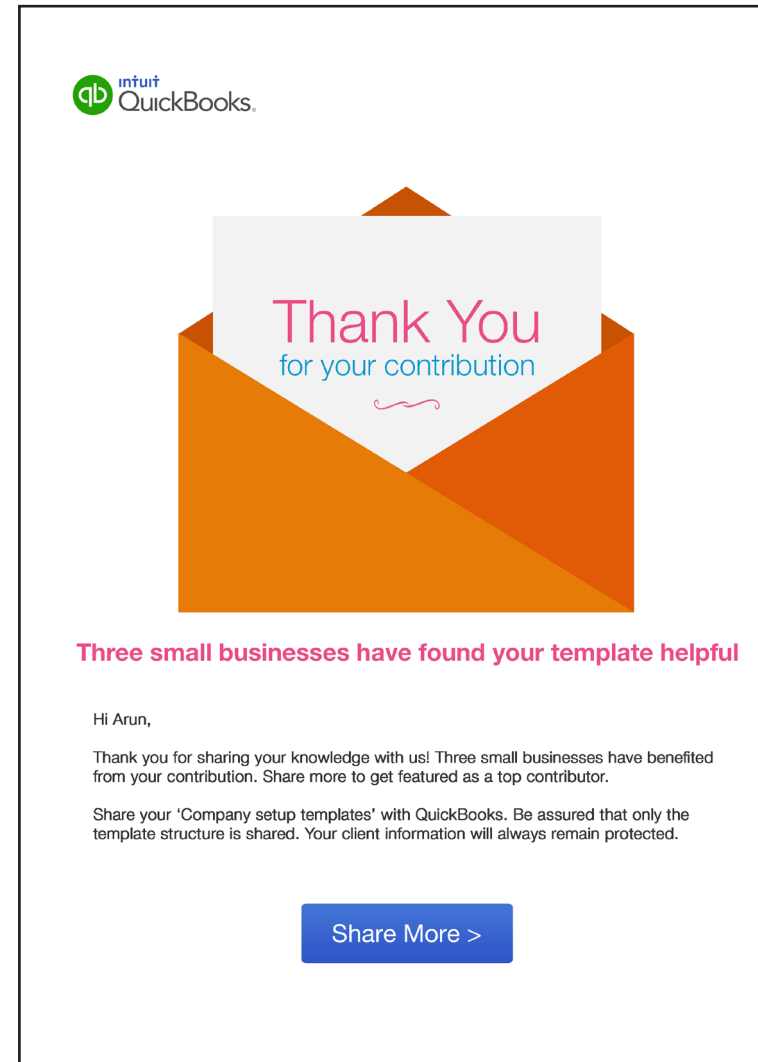 qb
ıntuıt
QuıckBooks.
Thank You
for your contribution
Three small businesses have found your template helpful
Hi Arun,
Thank you for sharing your knowledge with us! Three small businesses have benefited
from your contribution. Share more to get featured as a top contributor.
Share your ‘Company setup templates’ with QuickBooks. Be assured that only the
template structure is shared. Your client information will always remain protected.
Share More >